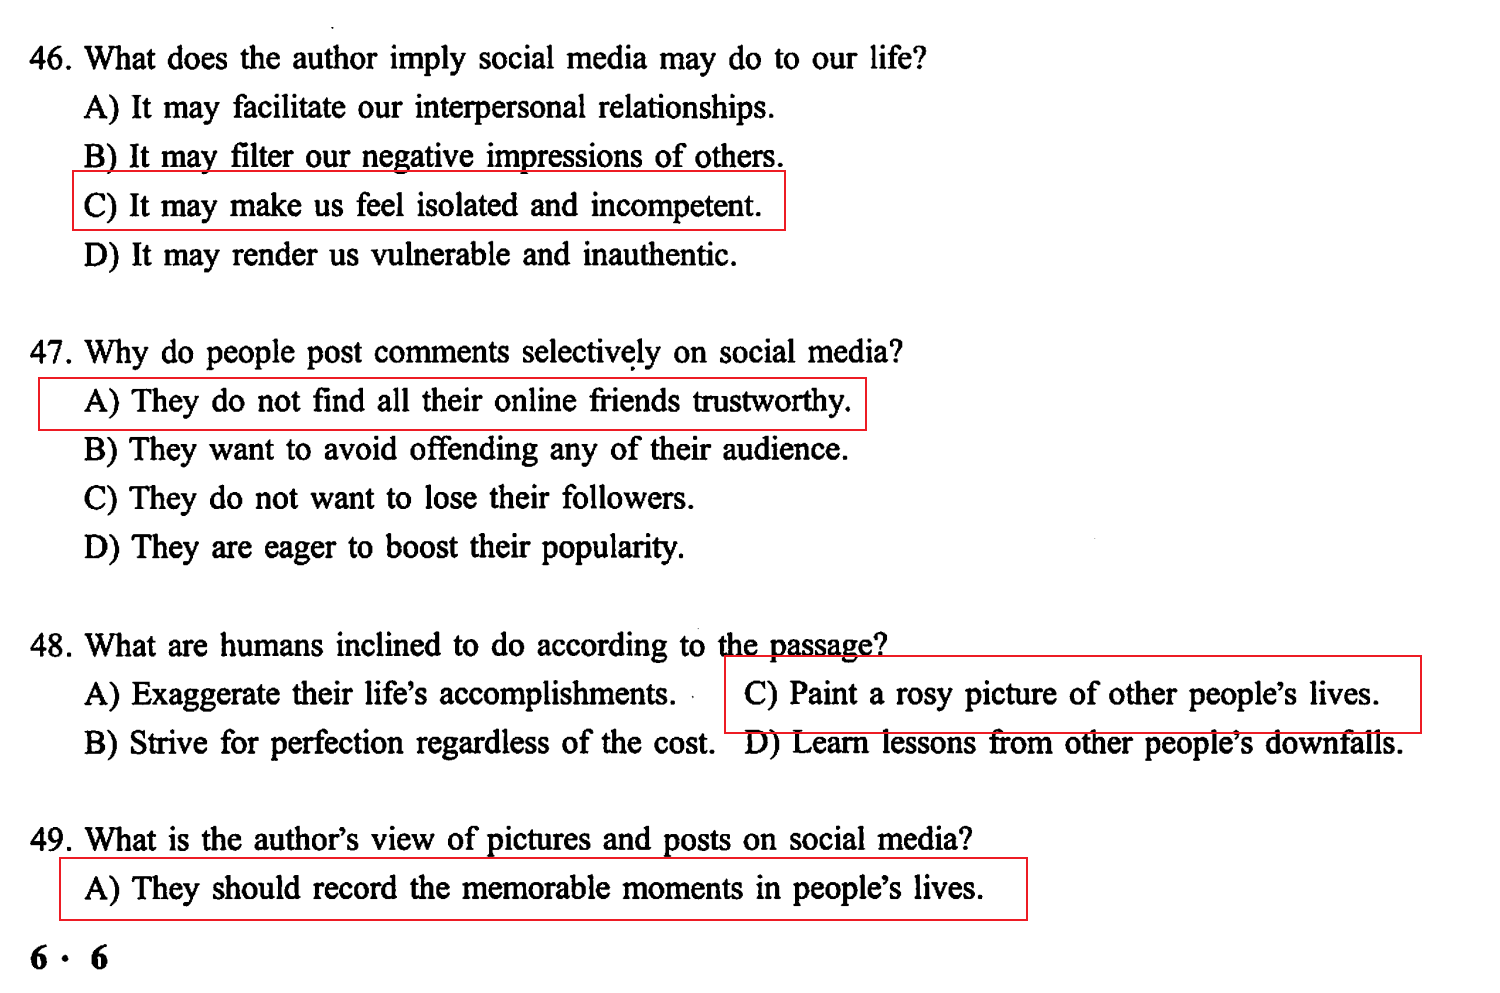 46. What does the author imply social media may do to our life?
A) It may facilitate our interpersonal relationships.
B) It may filter our negative impressions of others.
C) It may make us feel isolated and incompetent.
D) It may render us vulnerable and inauthentic.
47. Why do people post comments selectively on social media?
A) They do not find all their online friends trustworthy.
B) They want to avoid offending any of their audience.
C) They do not want to lose their followers.
D) They are eager to boost their popularity.
48. What are humans inclined to do according to the passage?
A) Exaggerate their life's accomplishments. C) Paint a rosy picture of other people's lives.
B) Strive for perfection regardless of the cost. D) Learn lessons from other people's downfalls.
49. What is the author's view of pictures and posts on social media?
A) They should record the memorable moments in people's lives.
6 · 6